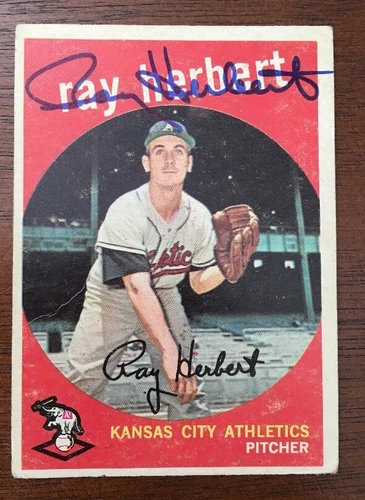 ray herbert
Ray Herbert
A
Ray Herbert
KANSAS CITY ATHLETICS
PITCHER